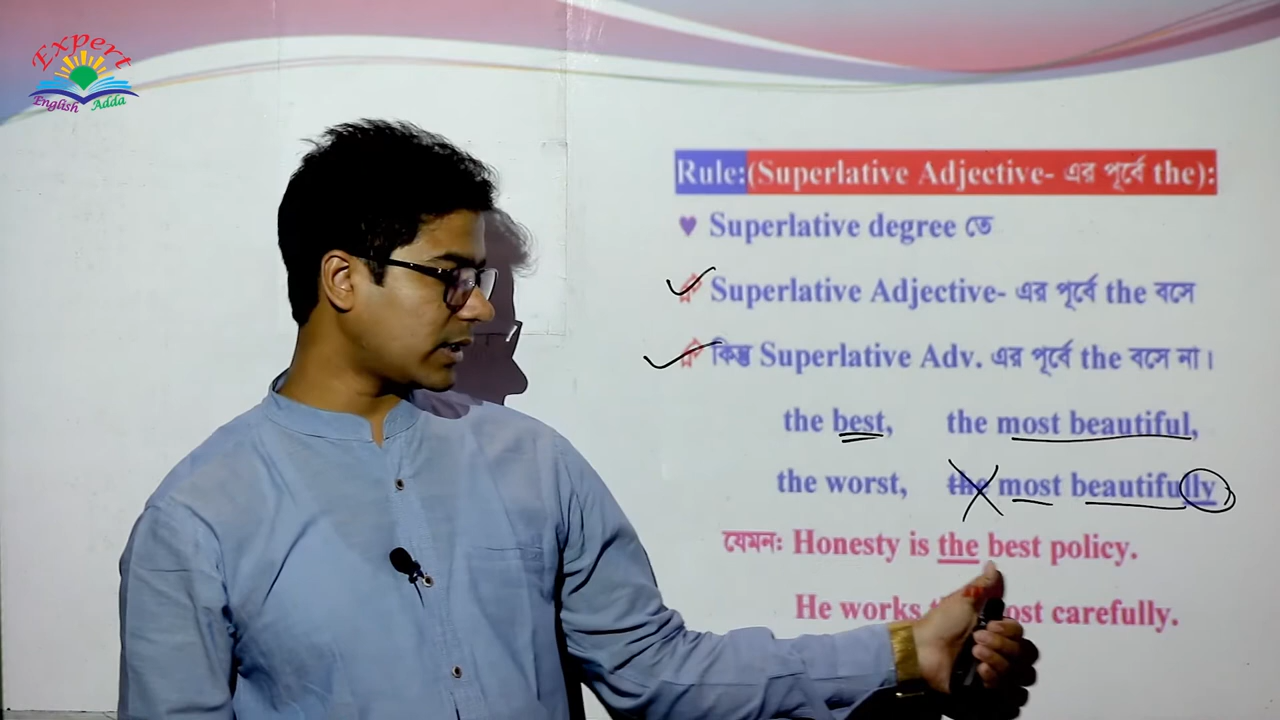 Expert
English Adda
Rule:(Superlative Adjective- এর পূর্বে the):
Superlative degree তে
Superlative Adjective- এর পূর্বে the বসে
কিন্তু Superlative Adv. এর পূর্বে the বসে না।
the best, the most beautiful,
the worst, the most beautifully
যেমনঃ Honesty is the best policy.
He works carefully.